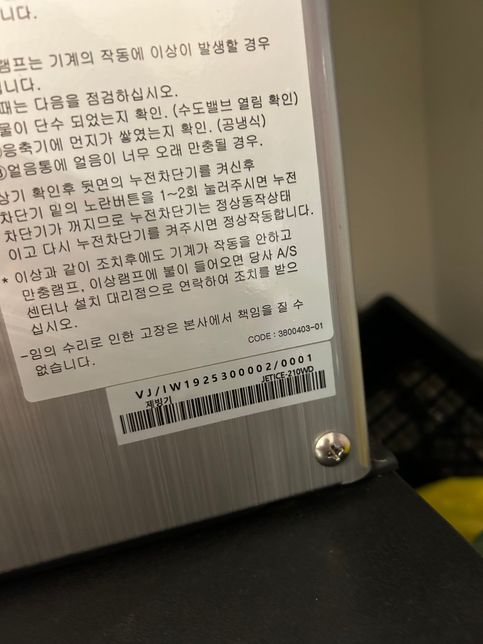 니다.
램프는 기계의 작동에 이상이 발생할 경우
니다.
때는 다음을 점검하십시오.
물이 단수 되었는지 확인. (수도밸브 열림 확인)
응축기에 먼지가 쌓였는지 확인. (공냉식)
얼음통에 얼음이 너무 오래 만충될 경우.
상기 확인후 뒷면의 누전차단기를 켜신후
차단기 밑의 노란버튼을 1~2회 눌러주시면 누전
차단기가 꺼지므로 누전차단기는 정상동작상태
이고 다시 누전차단기를 켜주시면 정상작동합니다.
* 이상과 같이 조치후에도 기계가 작동을 안하고
만충램프, 이상램프에 불이 들어오면 당사 A/S
센터나 설치 대리점으로 연락하여 조치를 받으
십시오.
-임의 수리로 인한 고장은 본사에서 책임을 질 수
없습니다.
CODE : 3800403-01
VJ/IW1925300002/0001
제빙기 JETICE-210WD